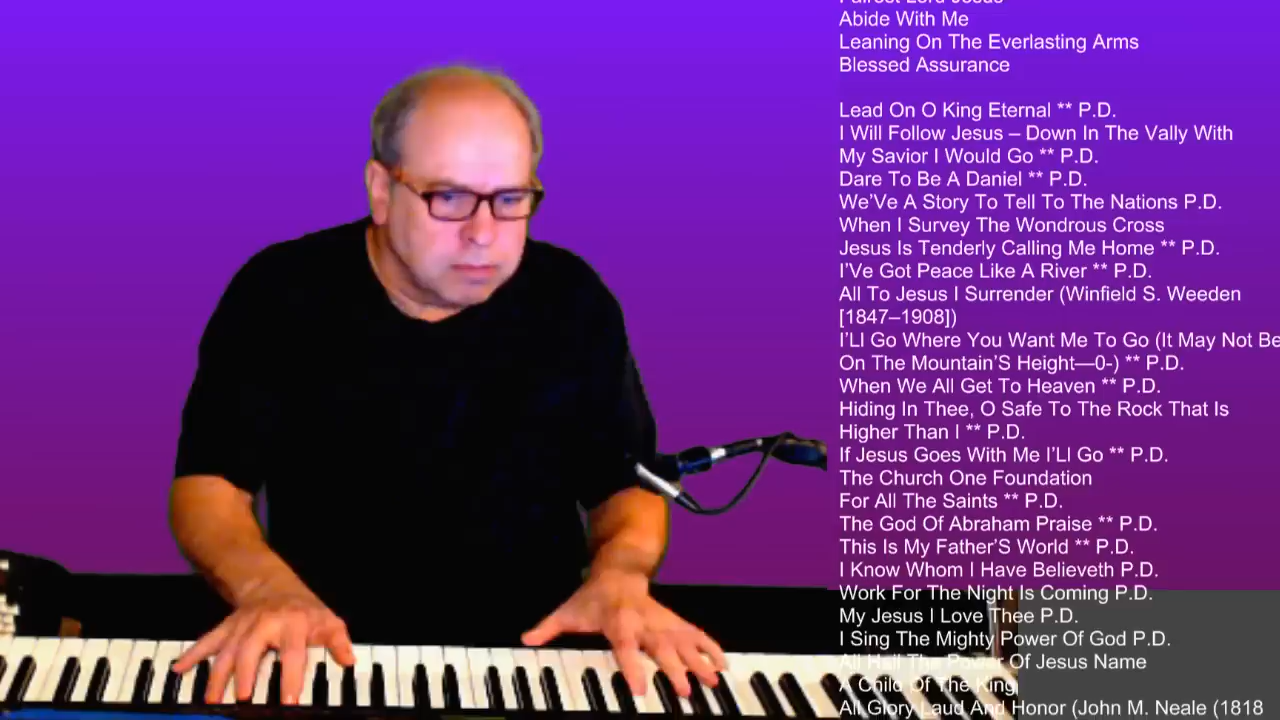 Fairest Lord Jesus
Abide With Me
Leaning On The Everlasting Arms
Blessed Assurance
Lead On O King Eternal ** P.D.
I Will Follow Jesus – Down In The Vally With
My Savior I Would Go ** P.D.
Dare To Be A Daniel ** P.D.
We’Ve A Story To Tell To The Nations P.D.
When I Survey The Wondrous Cross
Jesus Is Tenderly Calling Me Home ** P.D.
I’Ve Got Peace Like A River ** P.D.
All To Jesus I Surrender (Winfield S. Weeden
[1847–1908])
I’Ll Go Where You Want Me To Go (It May Not Be
On The Mountain’S Height—0-) ** P.D.
When We All Get To Heaven ** P.D.
Hiding In Thee, O Safe To The Rock That Is
Higher Than I ** P.D.
If Jesus Goes With Me I’Ll Go ** P.D.
The Church One Foundation
For All The Saints ** P.D.
The God Of Abraham Praise ** P.D.
This Is My Father’S World ** P.D.
I Know Whom I Have Believeth P.D.
Work For The Night Is Coming P.D.
My Jesus I Love Thee P.D.
I Sing The Mighty Power Of God P.D.
All Hail The Power Of Jesus Name
A Child Of The King
All Glory Laud And Honor (John M. Neale (1818